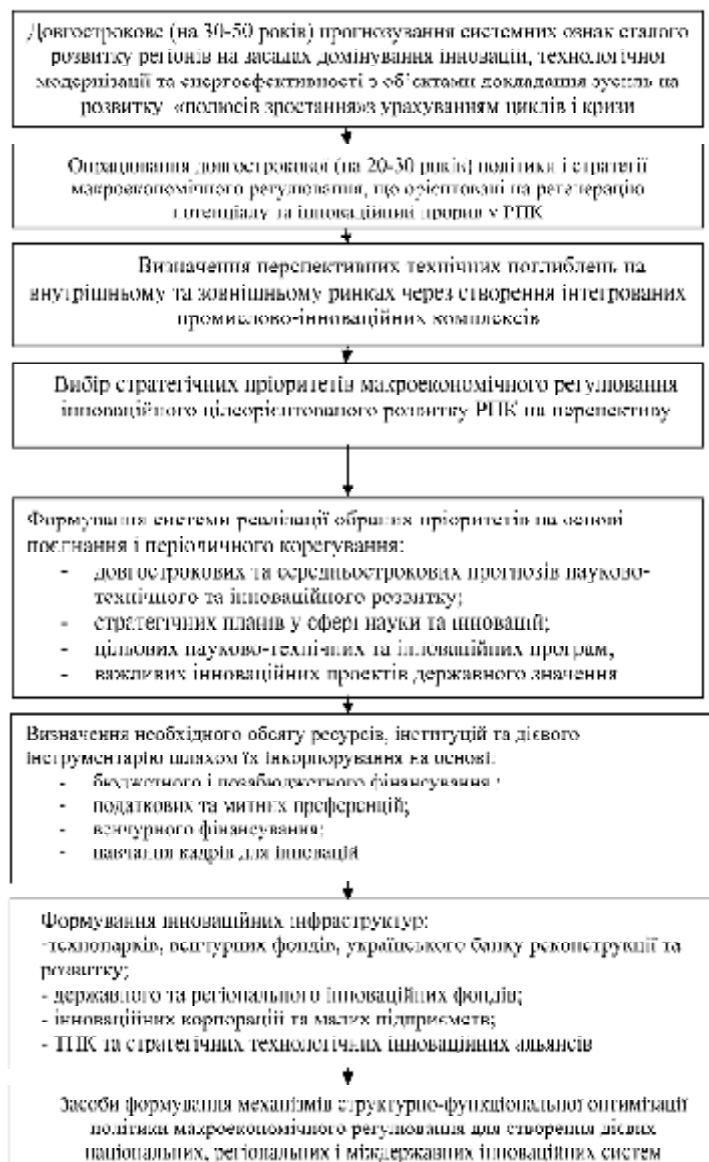 Довгострокове (на 30-50 років) прогнозування системних ознак сталого
розвитку регіонів на засадах домінування інновацій, технологічної
модернізації та енергоефективності з об’єктами докладання зусиль на
розвитку «полюсів зростання»з урахуванням циклів і кризи
Опрацювання довгострокової (на 20-30 років) політики і стратегії
макроекономічного регулювання, що орієнтовані на регенерацію
потенціалу та інноваційний прорив у РПК
Визначення перспективних технічних поглиблень на
внутрішньому та зовнішньому ринках через створення інтегрованих
промислово-інноваційних комплексів
Вибір стратегічних пріоритетів макроекономічного регулювання
інноваційного цілеорієнтованого розвитку РПК на перспективу
Формування системи реалізації обраних пріоритетів на основі
поєднання і періодичного корегування:
- довгострокових та середньострокових прогнозів науково-
технічного та інноваційного розвитку;
- стратегічних планів у сфері науки та інновацій;
- цільових науково-технічних та інноваційних програм,
- важливих інноваційних проектів державного значення
Визначення необхідного обсягу ресурсів, інституцій та дієвого
інструментарію шляхом їх інкорпорування на основі:
- бюджетного і позабюджетного фінансування ;
- податкових та митних преференцій;
- венчурного фінансування;
- навчання кадрів для інновацій
Формування інноваційних інфраструктур:
-технопарків, венчурних фондів, українського банку реконструкції та
розвитку;
- державного та регіонального інноваційних фондів;
- інноваційних корпорацій та малих підприємств;
- ТПК та стратегічних технологічних інноваційних альянсів
Засоби формування механізмів структурно-функціональної оптимізації
політики макроекономічного регулювання для створення дієвих
національних, регіональних і міждержавних інноваційних систем